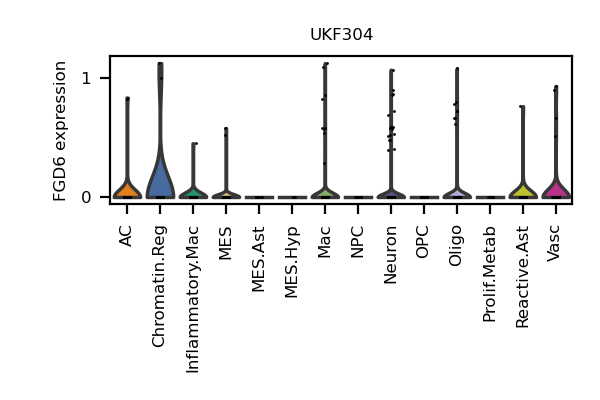 UKF304
FGD6 expression
1
0
AC
Chromatin.Reg
Inflammatory.Mac
MES
MES.Ast
MES.Hyp
Mac
NPC
Neuron
OPC
Oligo
Prolif.Metab
Reactive.Ast
Vasc